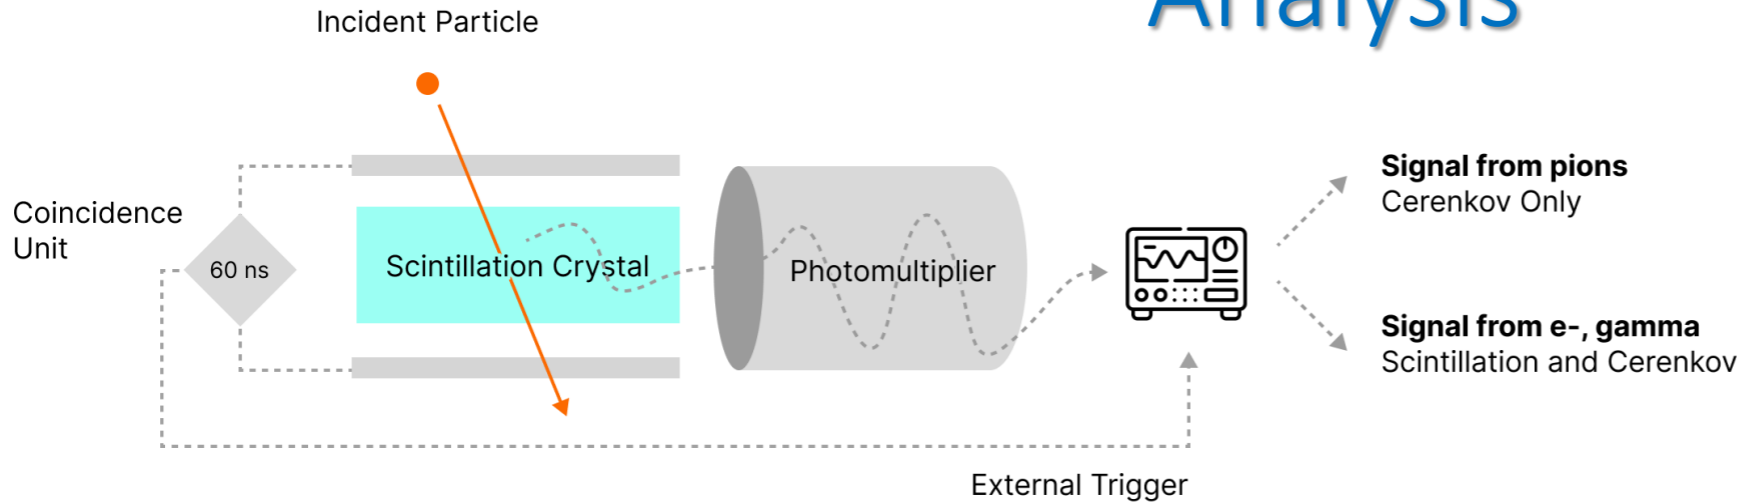 Analysis
Incident Particle
Coincidence
Unit
60 ns
Scintillation Crystal
Photomultiplier
Signal from pions
Cerenkov Only
Signal from e-, gamma
Scintillation and Cerenkov
External Trigger